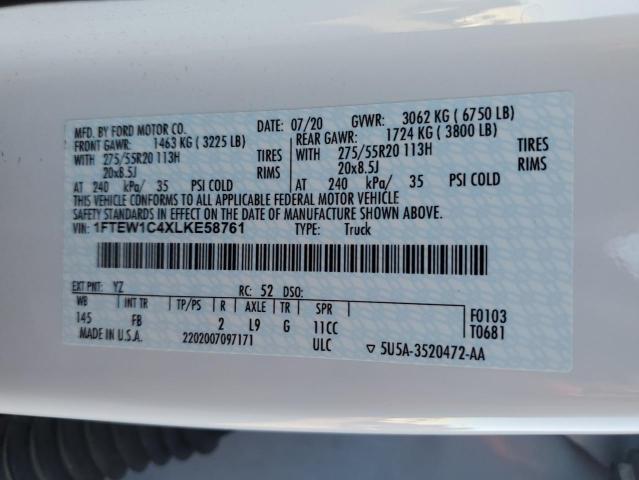 MFD. BY FORD MOTOR CO. DATE: 07/20 GVWR: 3062 KG ( 6750 LB)
FRONT GAWR: 1463 KG ( 3225 LB) REAR GAWR: 1724 KG ( 3800 LB)
WITH 275/55R20 113H TIRES WITH 275/55R20 113H TIRES
20x8.5J RIMS 20x8.5J RIMS
AT 240 kPa/ 35 PSI COLD AT 240 kPa/ 35 PSI COLD
THIS VEHICLE CONFORMS TO ALL APPLICABLE FEDERAL MOTOR VEHICLE
SAFTY STANDARDS IN EFFECT ON THE DATE OF MANUFACTURE SHOWN ABOVE.
VIN: 1FTEW1C4XLKE58761 TYPE: Truck
EXT PNT: YZ RC: 52 DSO:
WB INT TR TP/PS R AXLE TR SPR F0103
145 FB 2 L9 G 11CC T0681
MADE IN U.S.A. 2202007097171 ULC ▽ 5U5A-3520472-AA